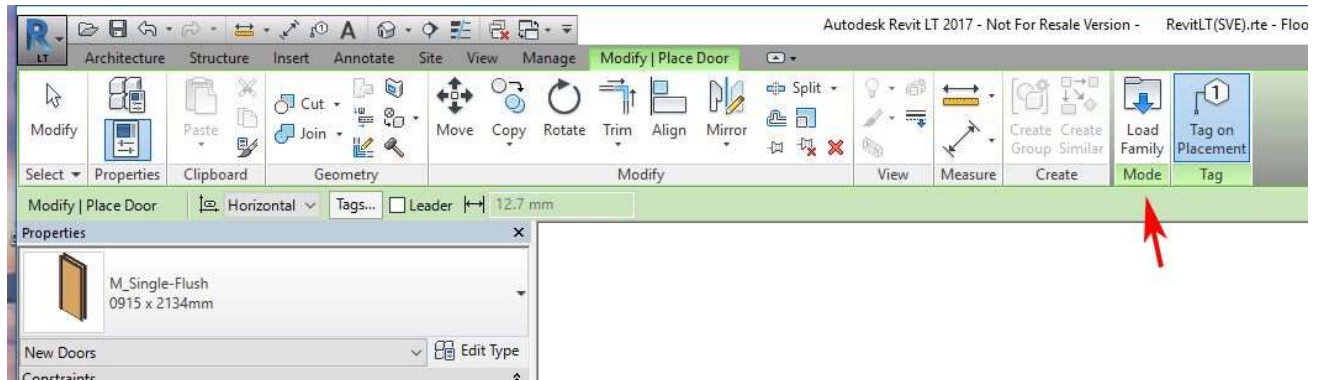 Autodesk Revit LT 2017 - Not For Resale Version - RevitLT(SVE).rte - Floo
LT Architecture Structure Insert Annotate Site View Manage Modify | Place Door
Modify Paste Cut Join Move Copy Rotate Trim Align Mirror Split Create Group Create Similar Load Family Tag on Placement
Select Properties Clipboard Geometry Modify View Measure Create Mode Tag
Modify | Place Door Horizontal Tags... Leader 12.7 mm
Properties
M_Single-Flush
0915 x 2134mm
New Doors Edit Type
Constraints